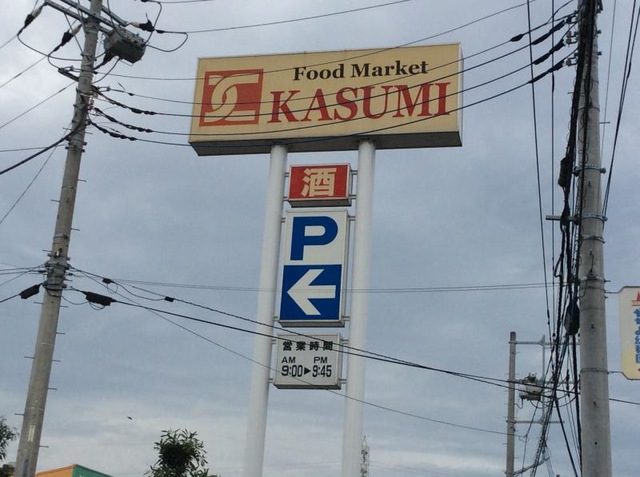 Food Market
KASUMI
酒
P
営業時間
AM PM
9:00▶9:45